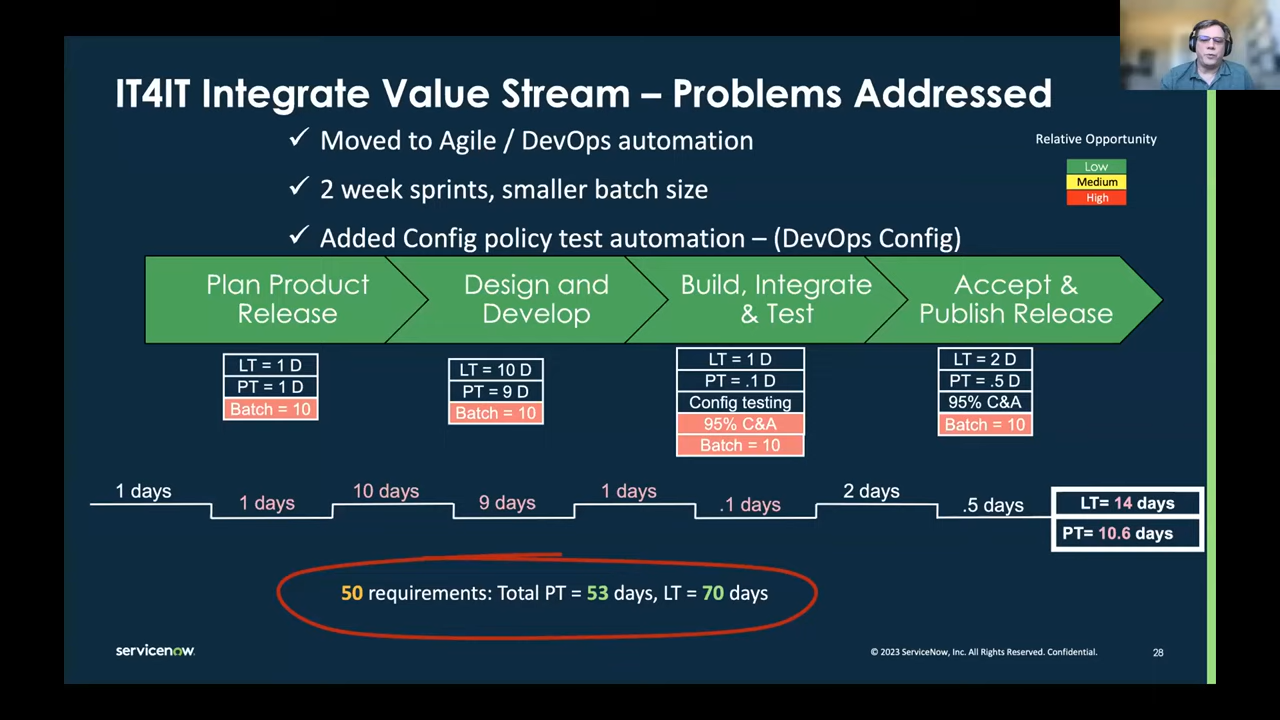 IT4IT Integrate Value Stream – Problems Addressed
✓ Moved to Agile / DevOps automation
✓ 2 week sprints, smaller batch size
✓ Added Config policy test automation – (DevOps Config)
Relative Opportunity
Low
Medium
High
Plan Product
Release
Design and
Develop
Build, Integrate
& Test
Accept &
Publish Release
LT = 1 D
PT = 1 D
Batch = 10
LT = 10 D
PT = 9 D
Batch = 10
LT = 1 D
PT = .1 D
Config testing
95% C&A
Batch = 10
LT = 2 D
PT = .5 D
95% C&A
Batch = 10
1 days
1 days
10 days
9 days
1 days
.1 days
2 days
.5 days
LT= 14 days
PT= 10.6 days
50 requirements: Total PT = 53 days, LT = 70 days
servicenow.
© 2023 ServiceNow, Inc. All Rights Reserved. Confidential.
28